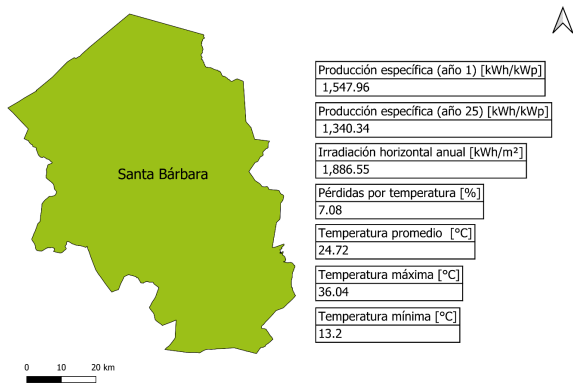 Santa Bárbara
Producción específica (año 1) [kWh/kWp]
1,547.96
Producción específica (año 25) [kWh/kWp]
1,340.34
Irradiación horizontal anual [kWh/m²]
1,886.55
Pérdidas por temperatura [%]
7.08
Temperatura promedio [°C]
24.72
Temperatura máxima [°C]
36.04
Temperatura mínima [°C]
13.2
0 10 20 km